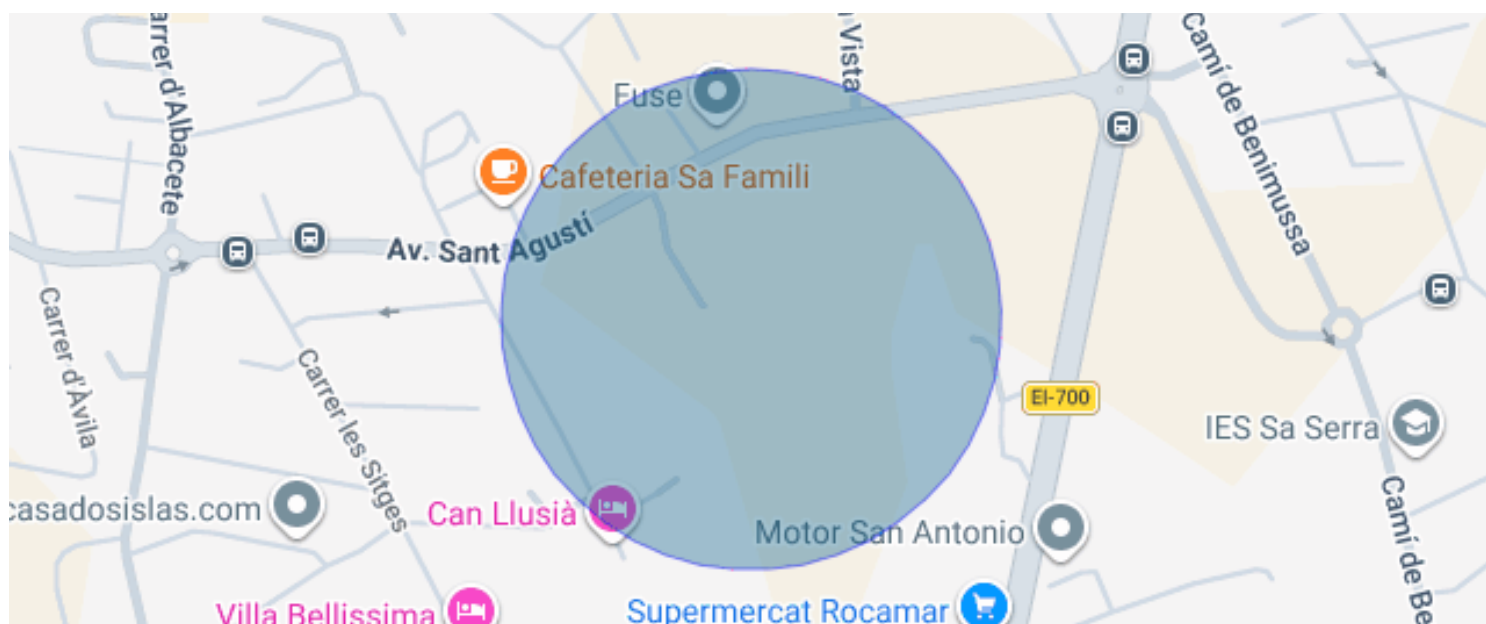 arrer d'Albacete
n Vista
Camí de Benimussa
Fuse
Cafeteria Sa Famili
Av. Sant Agustí
Carrer d'Àvila
Carrer les Sitges
EI-700
IES Sa Serra
casadosislas.com
Can Llusià
Motor San Antonio
Camí de Be
Villa Bellissima
Supermercat Rocamar